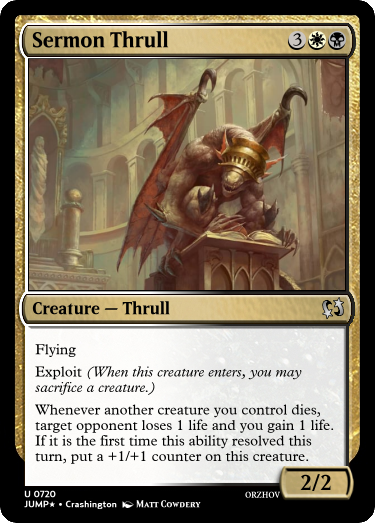 Sermon Thrull 3
Creature — Thrull
Flying
Exploit (When this creature enters, you may
sacrifice a creature.)
Whenever another creature you control dies,
target opponent loses 1 life and you gain 1 life.
If it is the first time this ability resolved this
turn, put a +1/+1 counter on this creature.
2/2
U 0720
ORZHOV
JUMP★ • Crashington Matt Cowdery